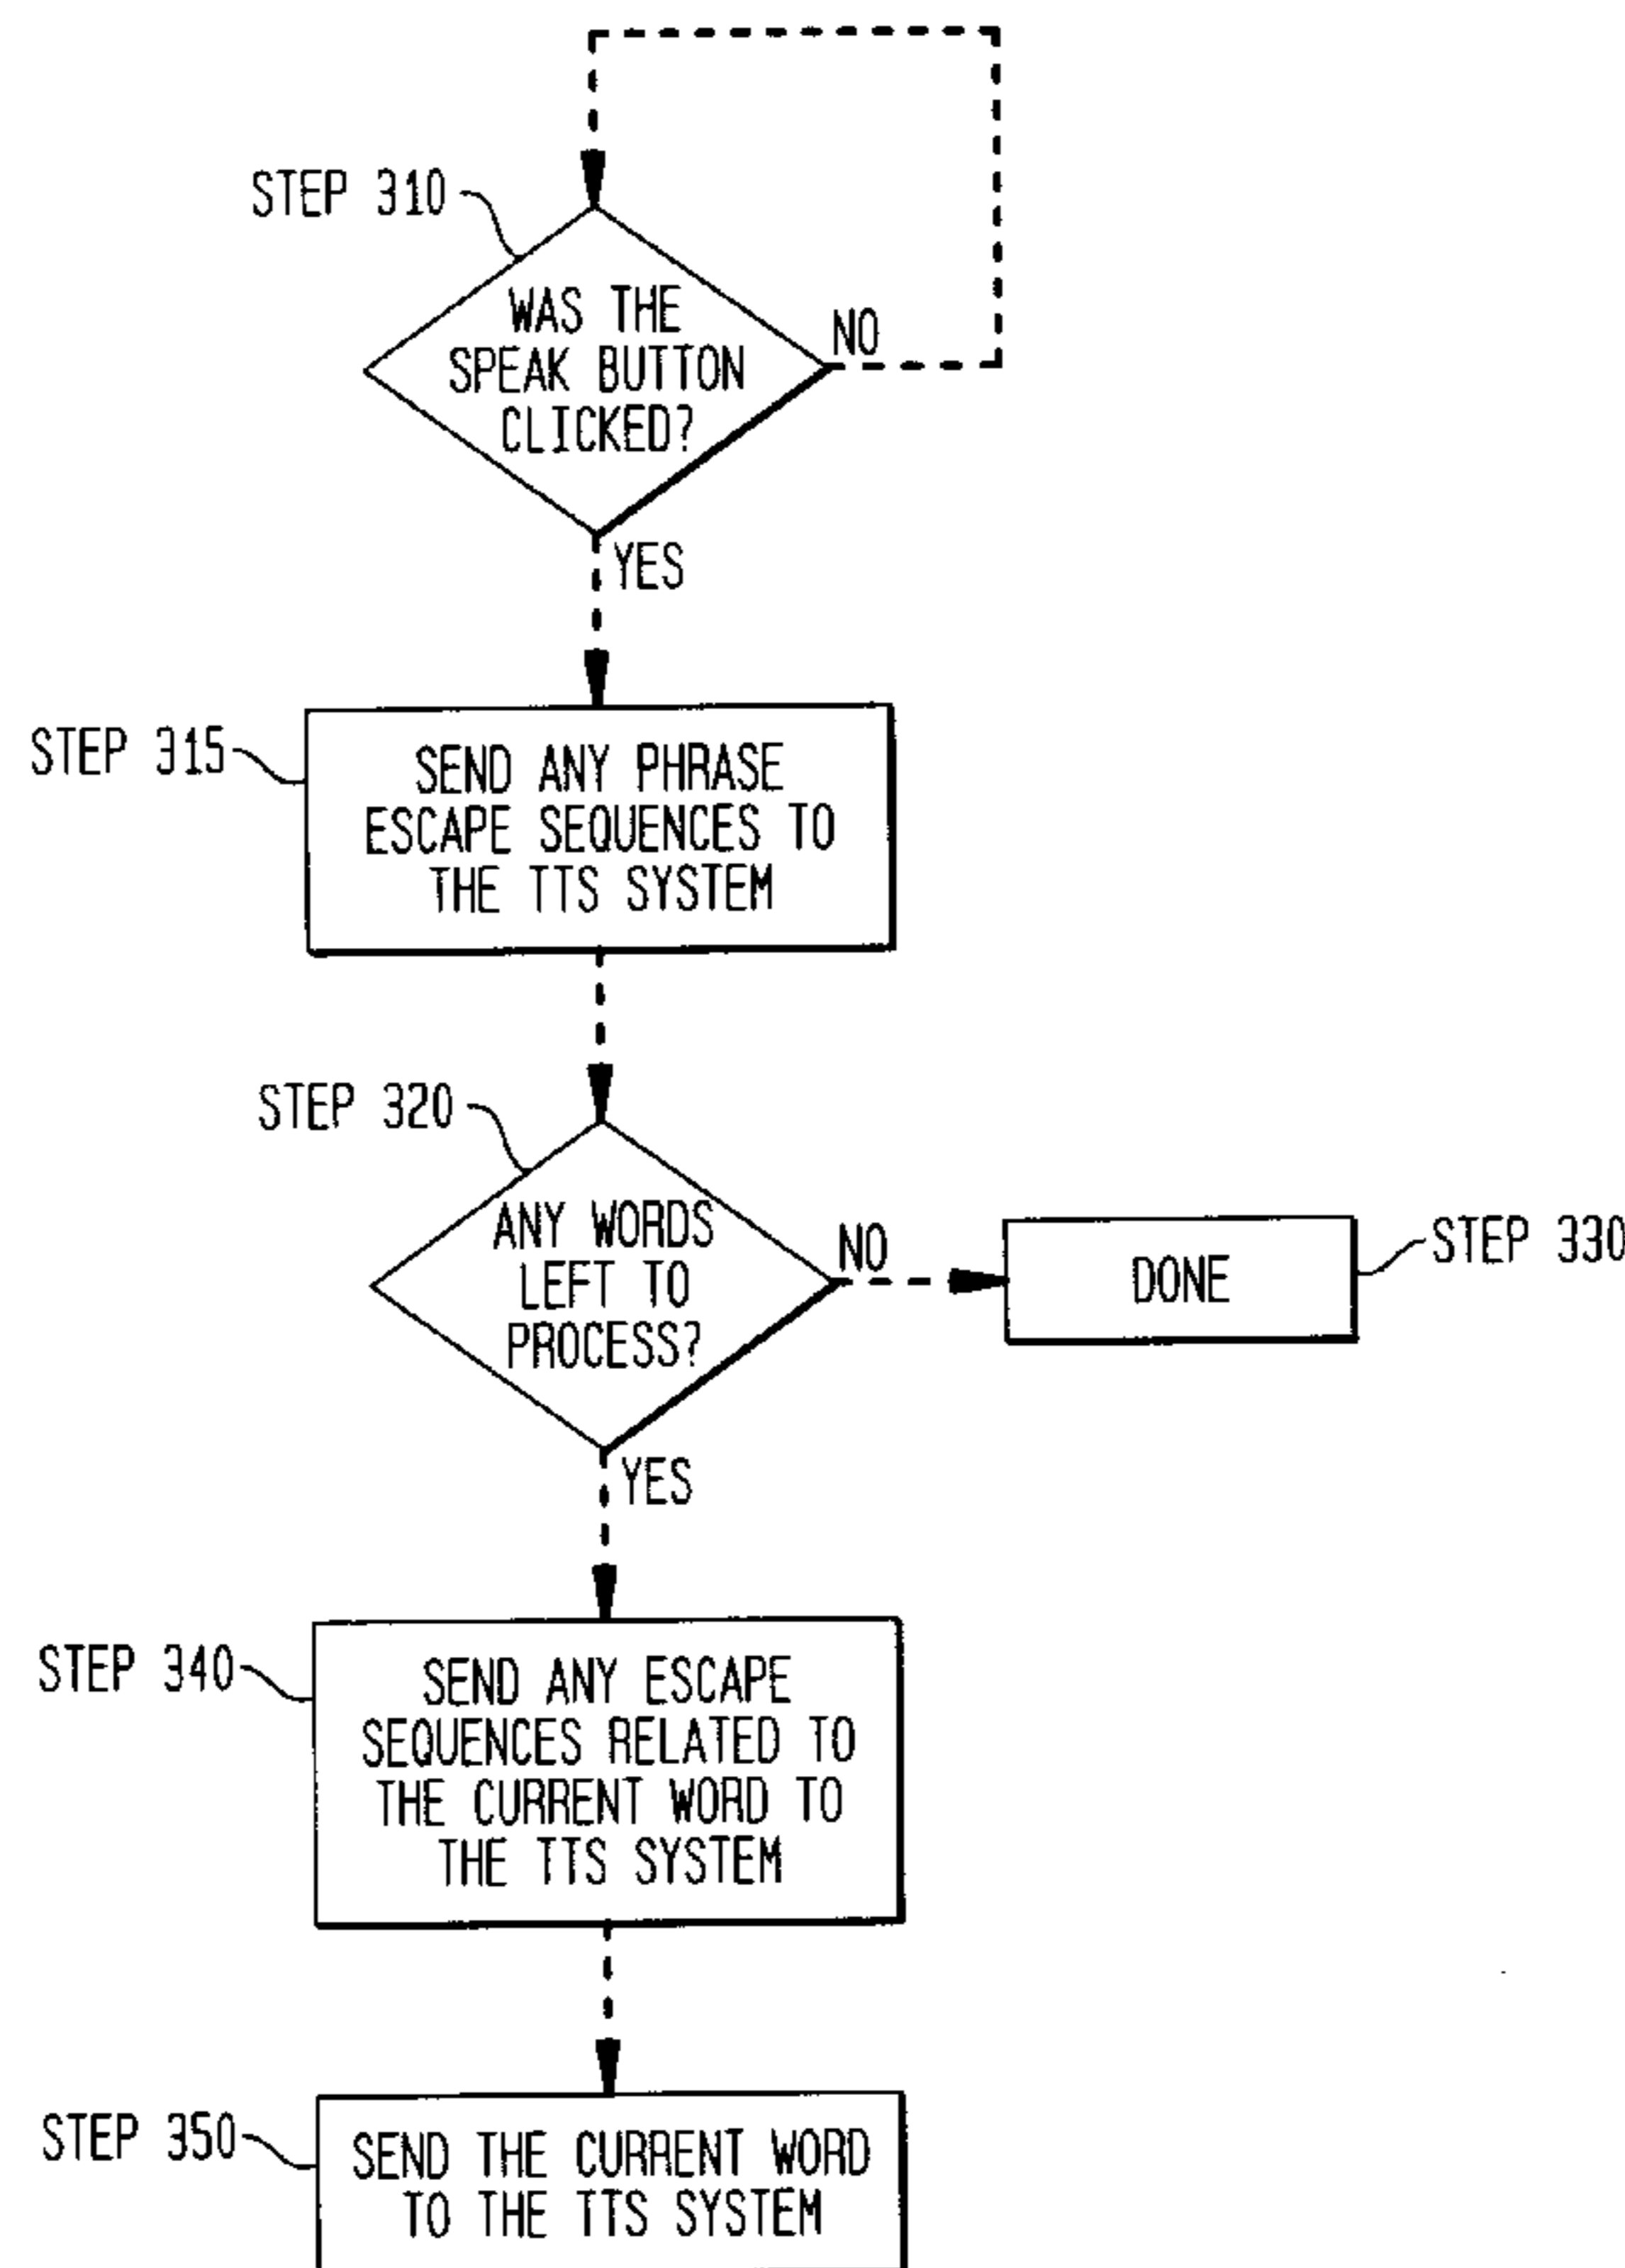 STEP 310
WAS THE
SPEAK BUTTON
CLICKED?
NO
YES
STEP 315
SEND ANY PHRASE
ESCAPE SEQUENCES TO
THE TTS SYSTEM
STEP 320
ANY WORDS
LEFT TO
PROCESS?
NO
DONE
STEP 330
YES
STEP 340
SEND ANY ESCAPE
SEQUENCES RELATED TO
THE CURRENT WORD TO
THE TTS SYSTEM
STEP 350
SEND THE CURRENT WORD
TO THE TTS SYSTEM